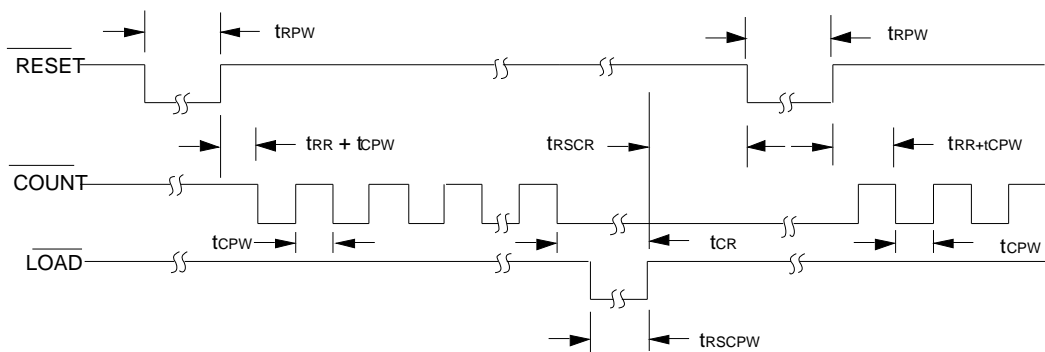 tRPW
tRPW
RESET
tRR + tCPW
tRSCR
tRR+tCPW
COUNT
tCPW
tCR
tCPW
LOAD
tRSCPW